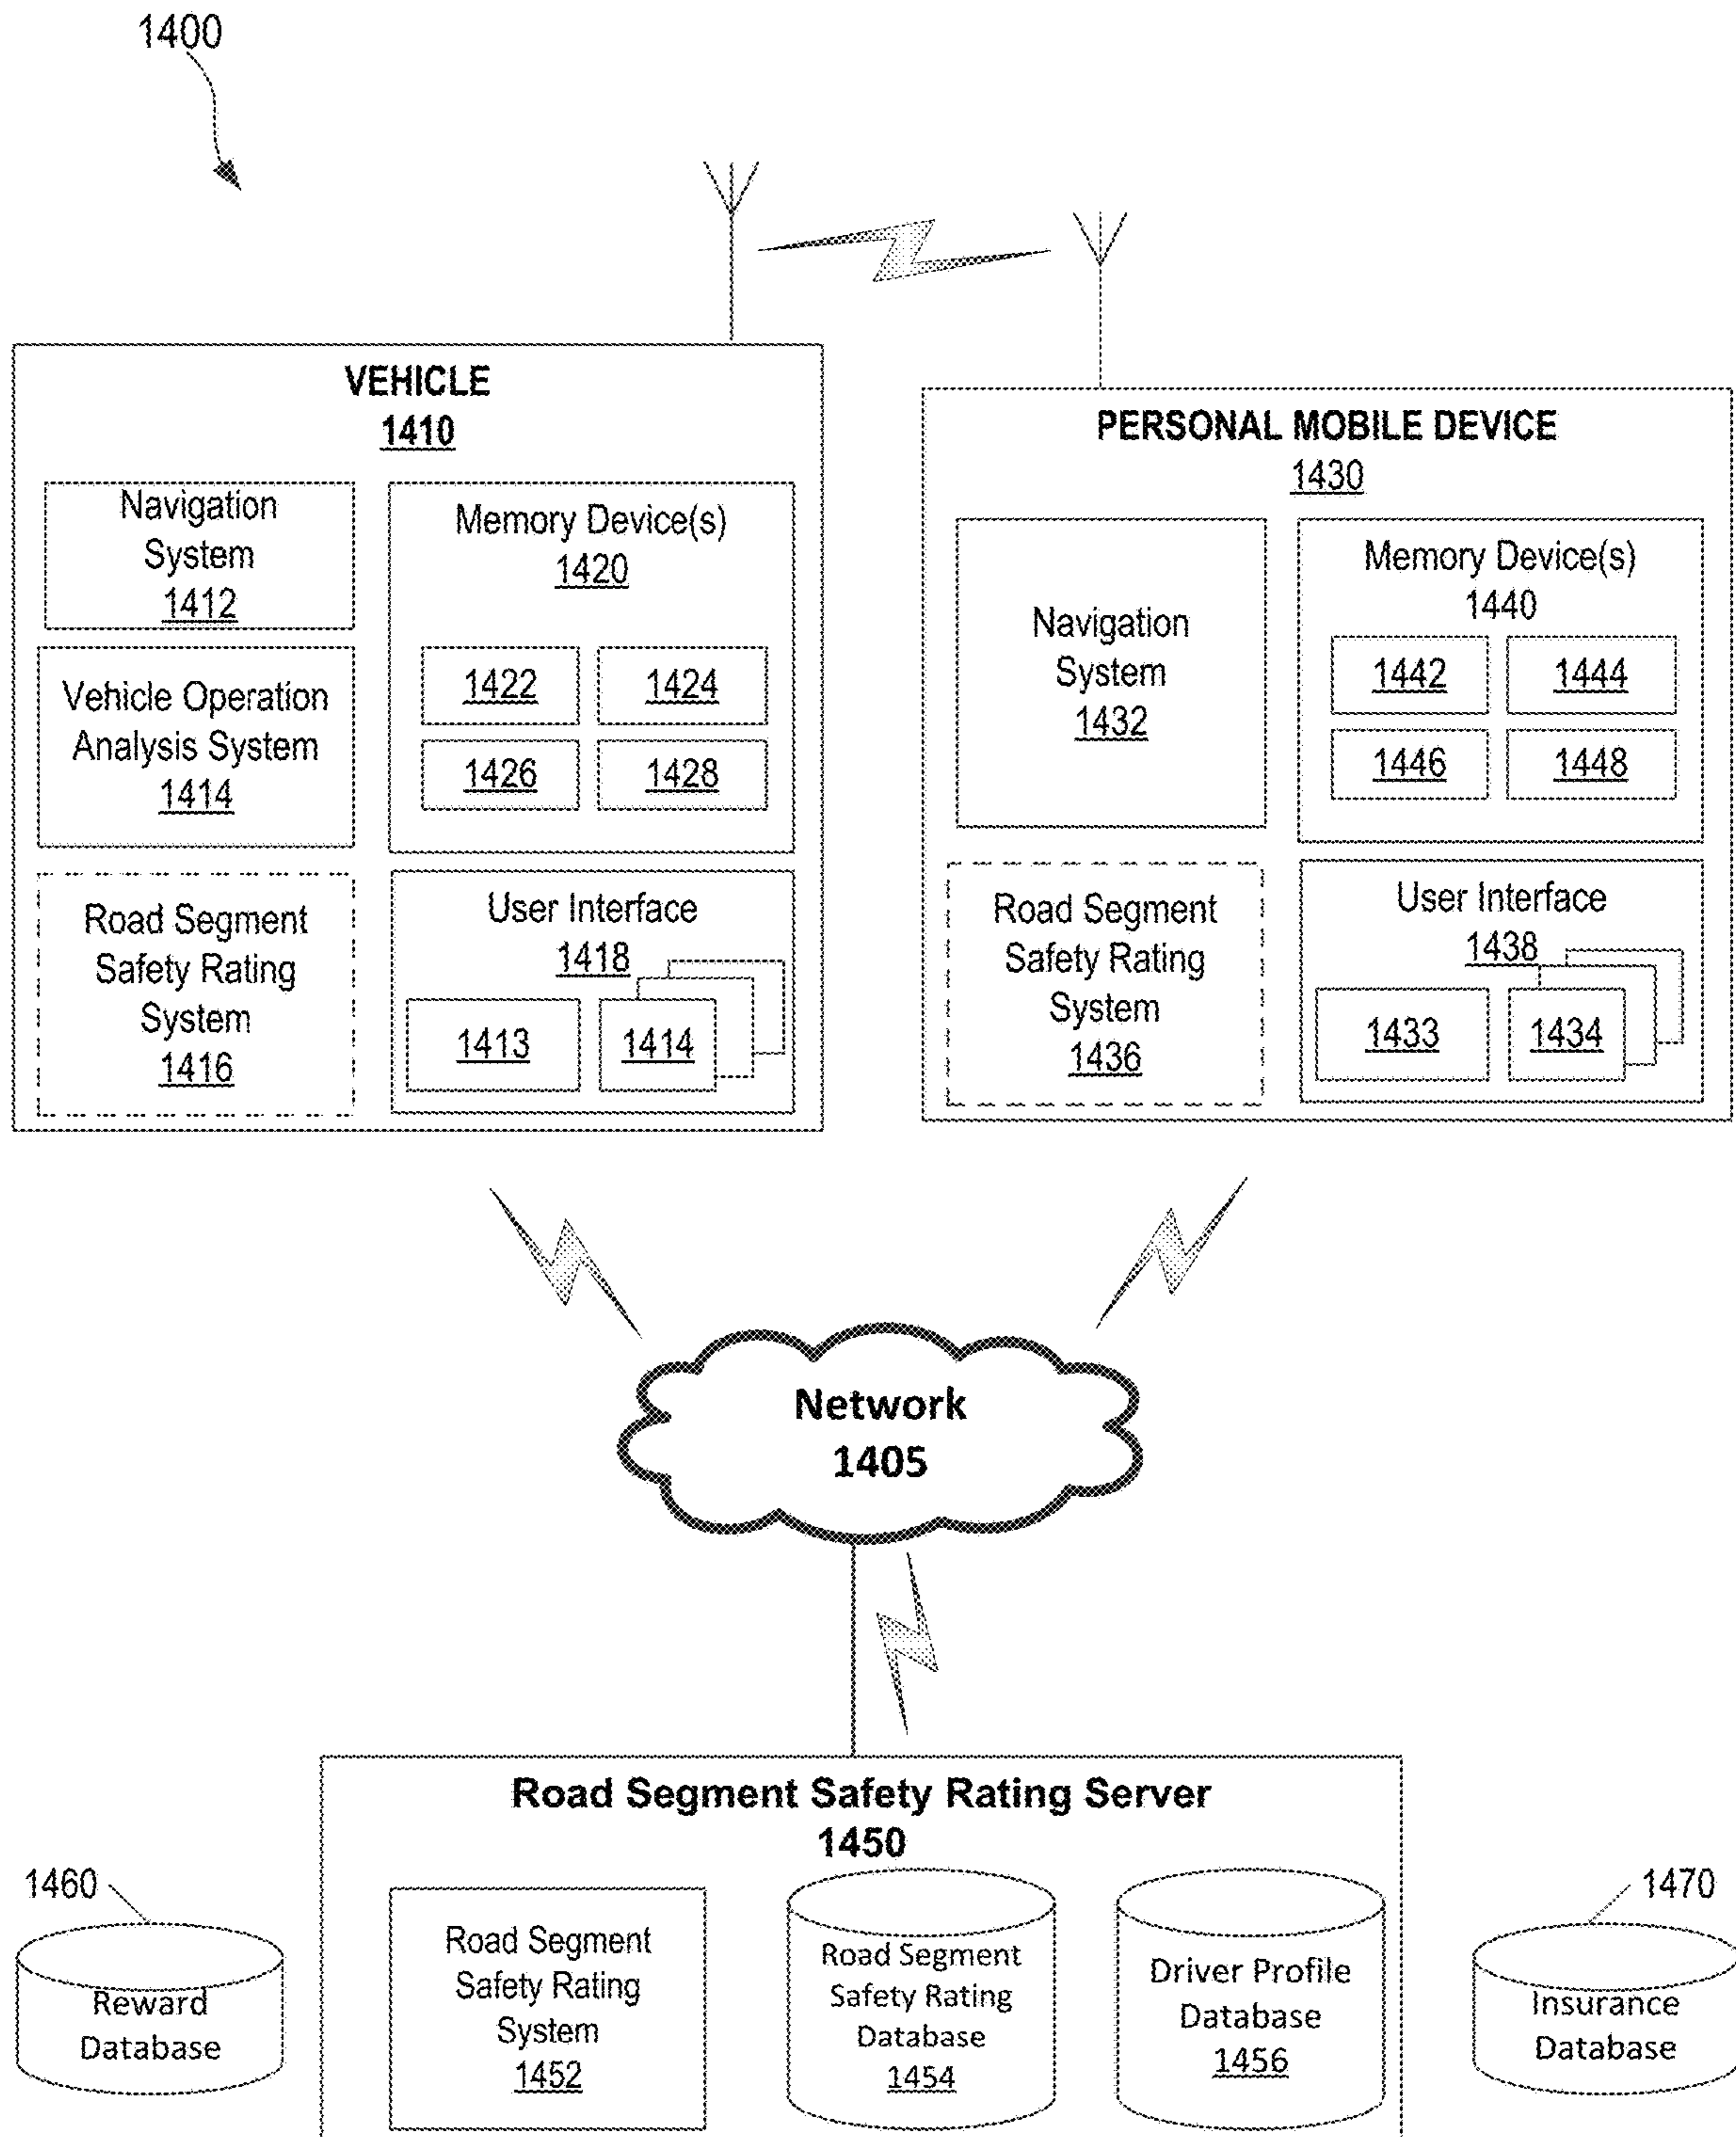 1400
VEHICLE
1410
Navigation
System
1412
Vehicle Operation
Analysis System
1414
Road Segment
Safety Rating
System
1416
Memory Device(s)
1420
1422
1424
1426
1428
User Interface
1418
1413
1414
PERSONAL MOBILE DEVICE
1430
Navigation
System
1432
Road Segment
Safety Rating
System
1436
Memory Device(s)
1440
1442
1444
1446
1448
User Interface
1438
1433
1434
Network
1405
Road Segment Safety Rating Server
1450
1460
Reward
Database
Road Segment
Safety Rating
System
1452
Road Segment
Safety Rating
Database
1454
Driver Profile
Database
1456
1470
Insurance
Database